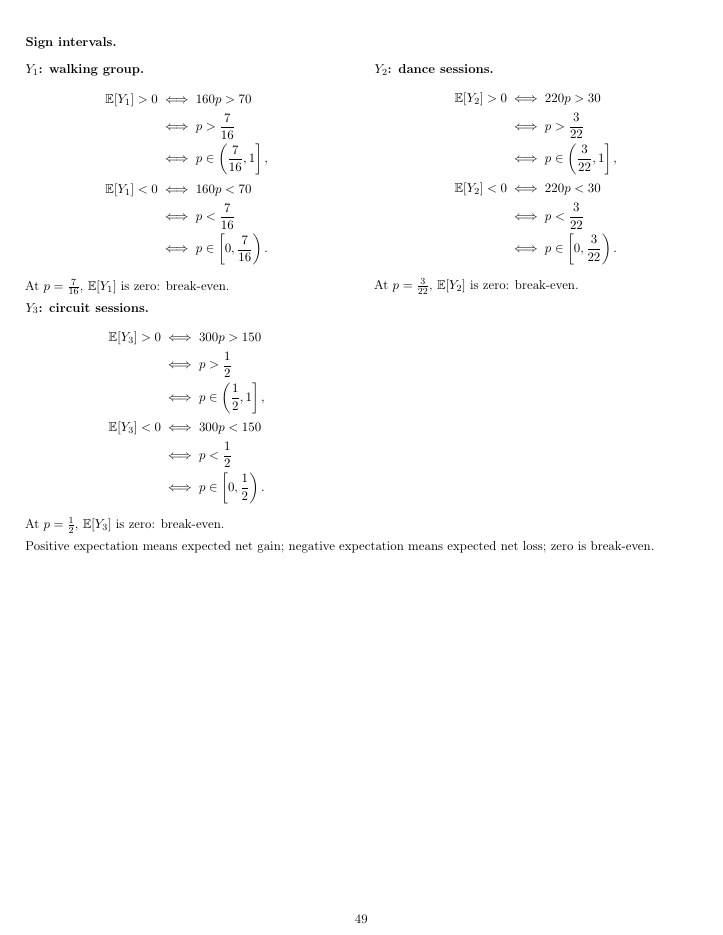 Sign intervals.
Y₁: walking group.
𝔼[Y₁] > 0 ⟺ 160p > 70
⟺ p > 7/16
⟺ p ∈ (7/16, 1],
𝔼[Y₁] < 0 ⟺ 160p < 70
⟺ p < 7/16
⟺ p ∈ [0, 7/16).
At p = 7/16, 𝔼[Y₁] is zero: break-even.
Y₂: dance sessions.
𝔼[Y₂] > 0 ⟺ 220p > 30
⟺ p > 3/22
⟺ p ∈ (3/22, 1],
𝔼[Y₂] < 0 ⟺ 220p < 30
⟺ p < 3/22
⟺ p ∈ [0, 3/22).
At p = 3/22, 𝔼[Y₂] is zero: break-even.
Y₃: circuit sessions.
𝔼[Y₃] > 0 ⟺ 300p > 150
⟺ p > 1/2
⟺ p ∈ (1/2, 1],
𝔼[Y₃] < 0 ⟺ 300p < 150
⟺ p < 1/2
⟺ p ∈ [0, 1/2).
At p = 1/2, 𝔼[Y₃] is zero: break-even.
Positive expectation means expected net gain; negative expectation means expected net loss; zero is break-even.
49